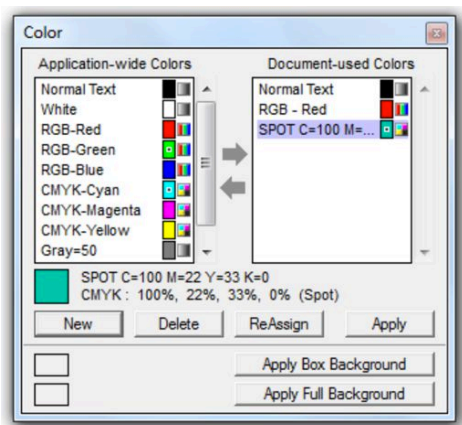 Color
Application-wide Colors
Document-used Colors
Normal Text
White
RGB-Red
RGB-Green
RGB-Blue
CMYK-Cyan
CMYK-Magenta
CMYK-Yellow
Gray=50
Normal Text
RGB - Red
SPOT C=100 M=...
SPOT C=100 M=22 Y=33 K=0
CMYK : 100%, 22%, 33%, 0% (Spot)
New
Delete
ReAssign
Apply
Apply Box Background
Apply Full Background